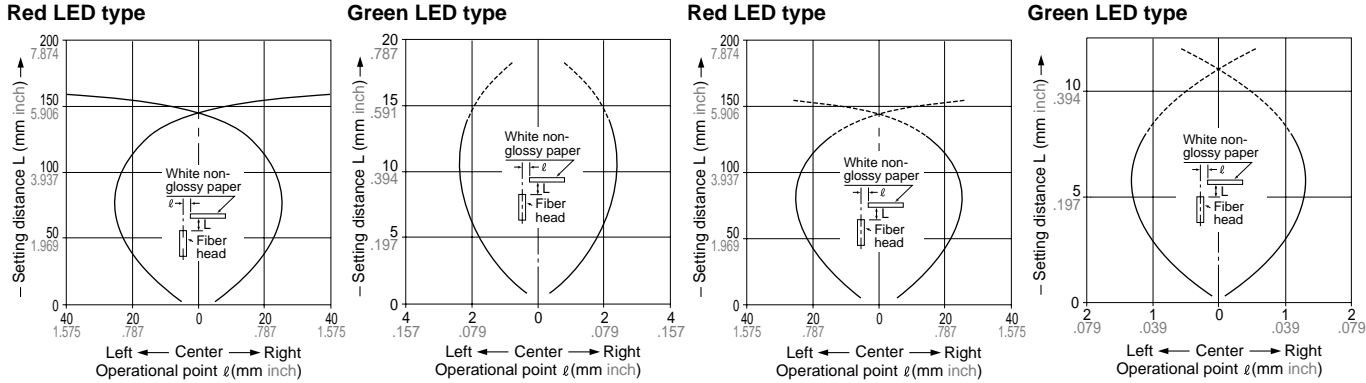 Red LED type
— Setting distance L (mm inch) →
200
7.874
150
5.906
100
3.937
50
1.969
0
White non-
glossy paper
ℓ
L
Fiber
head
40
1.575
20
.787
0
20
.787
40
1.575
Left ← Center → Right
Operational point ℓ (mm inch)
Green LED type
— Setting distance L (mm inch) →
20
.787
15
.591
10
.394
5
.197
0
White non-
glossy paper
ℓ
L
Fiber
head
4
.157
2
.079
0
2
.079
4
.157
Left ← Center → Right
Operational point ℓ (mm inch)
Red LED type
— Setting distance L (mm inch) →
200
7.874
150
5.906
100
3.937
50
1.969
0
White non-
glossy paper
ℓ
L
Fiber
head
40
1.575
20
.787
0
20
.787
40
1.575
Left ← Center → Right
Operational point ℓ (mm inch)
Green LED type
— Setting distance L (mm inch) →
10
.394
5
.197
0
White non-
glossy paper
ℓ
L
Fiber
head
2
.079
1
.039
0
1
.039
2
.079
Left ← Center → Right
Operational point ℓ (mm inch)